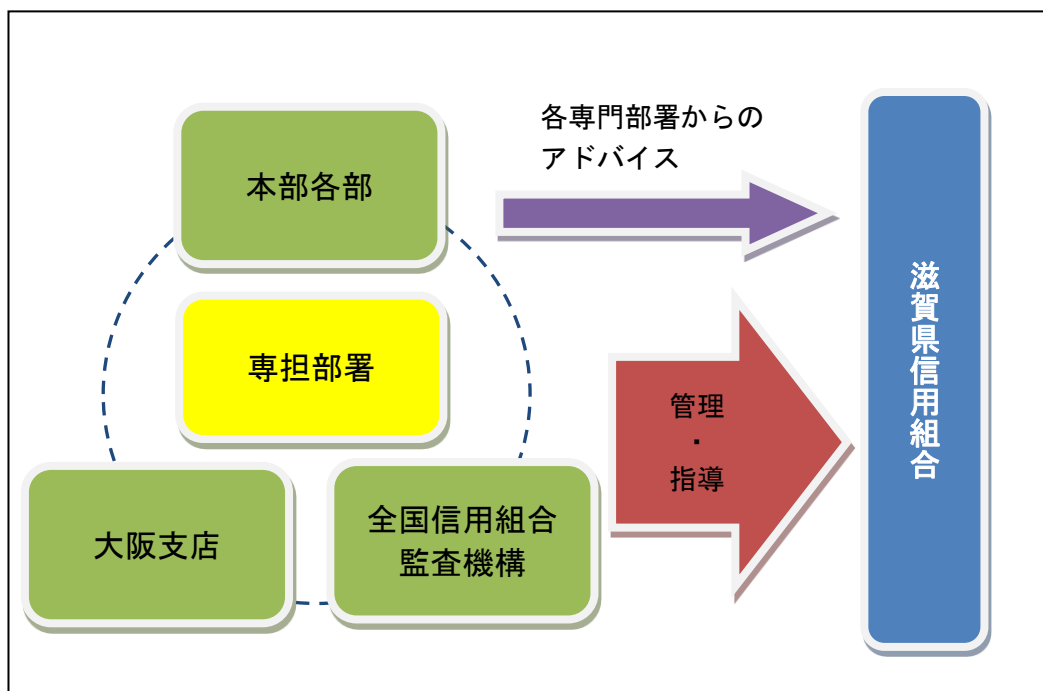 本部各部
専担部署
大阪支店
全国信用組合
監査機構
各専門部署からの
アドバイス
管理
・
指導
滋賀県信用組合